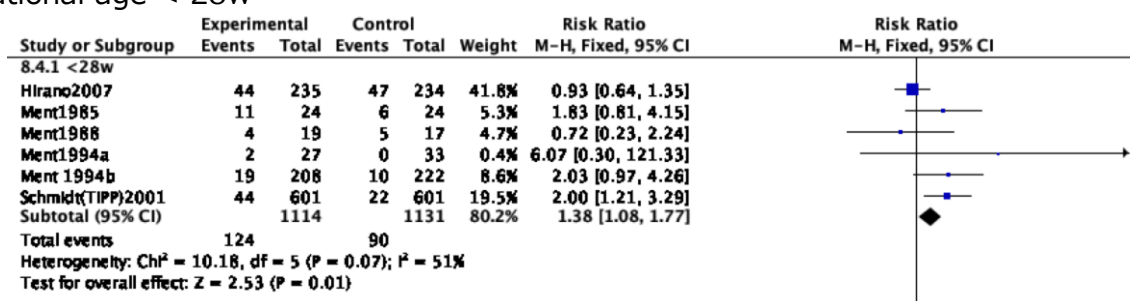 ational age < 28w
Experimental Control Risk Ratio Risk Ratio
Study or Subgroup Events Total Events Total Weight M-H, Fixed, 95% CI M-H, Fixed, 95% CI
8.4.1 <28w
Hirano2007 44 235 47 234 41.8% 0.93 [0.64, 1.35]
Ment1985 11 24 6 24 5.3% 1.83 [0.81, 4.15]
Ment1988 4 19 5 17 4.7% 0.72 [0.23, 2.24]
Ment1994a 2 27 0 33 0.4% 6.07 [0.30, 121.33]
Ment 1994b 19 208 10 222 8.6% 2.03 [0.97, 4.26]
Schmidt(TIPP)2001 44 601 22 601 19.5% 2.00 [1.21, 3.29]
Subtotal (95% CI) 1114 1131 80.2% 1.38 [1.08, 1.77]
Total events 124 90
Heterogeneity: Chi² = 10.18, df = 5 (P = 0.07); I² = 51%
Test for overall effect: Z = 2.53 (P = 0.01)